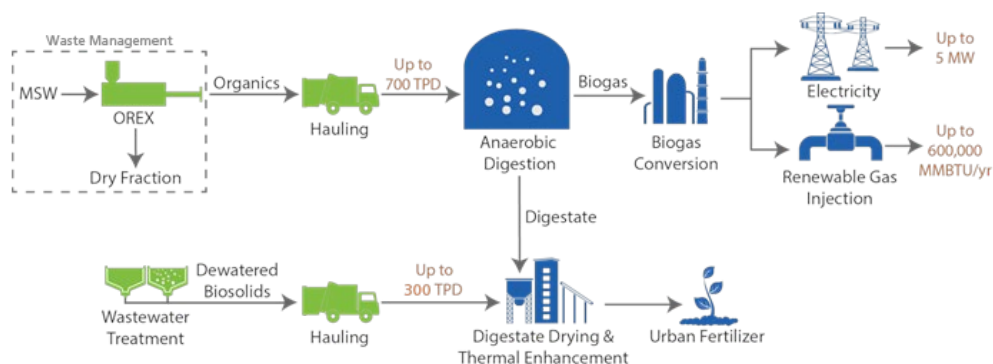 Waste Management
MSW
OREX
Dry Fraction
Organics
Hauling
Up to
700 TPD
Anaerobic
Digestion
Biogas
Biogas
Conversion
Electricity
Up to
5 MW
Renewable Gas
Injection
Up to
600,000
MMBTU/yr
Digestate
Wastewater
Treatment
Dewatered
Biosolids
Hauling
Up to
300 TPD
Digestate Drying &
Thermal Enhancement
Urban Fertilizer